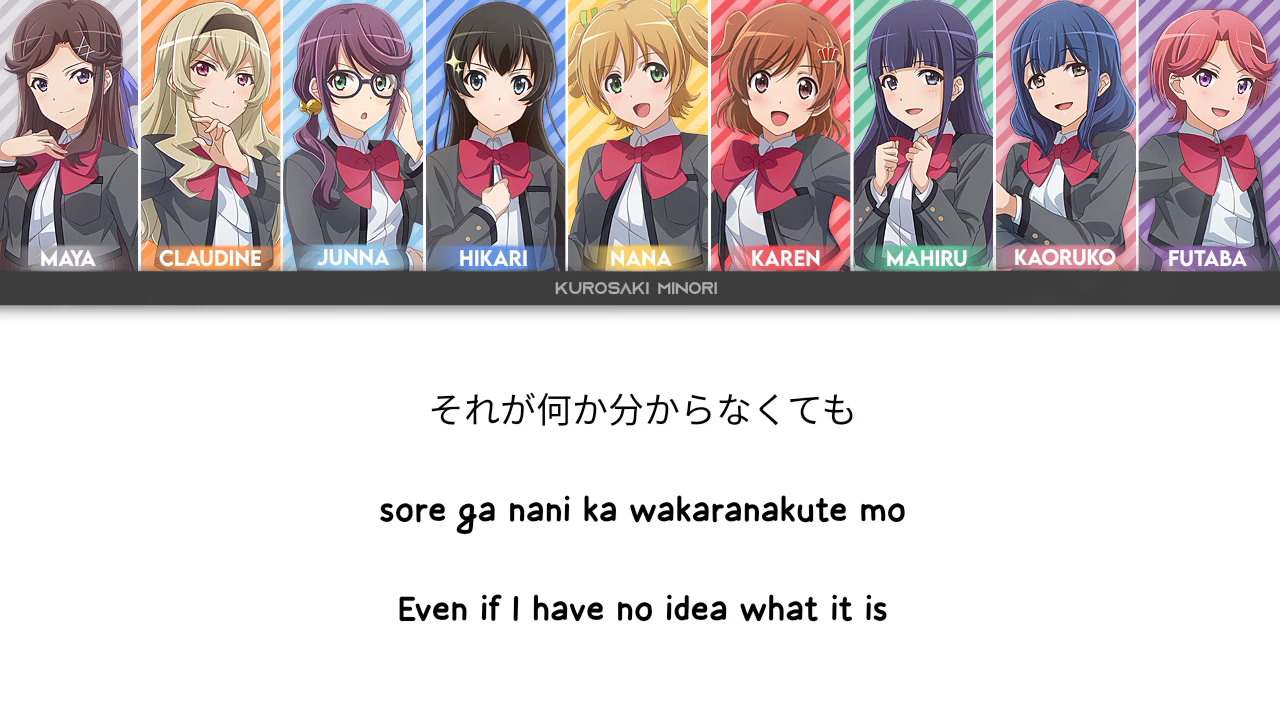 MAYA CLAUDINE JUNNA HIKARI NANA KAREN MAHIRU KAORUKO FUTABA
KUROSAKI MINORI
それが何か分からなくても
sore ga nani ka wakaranakute mo
Even if I have no idea what it is